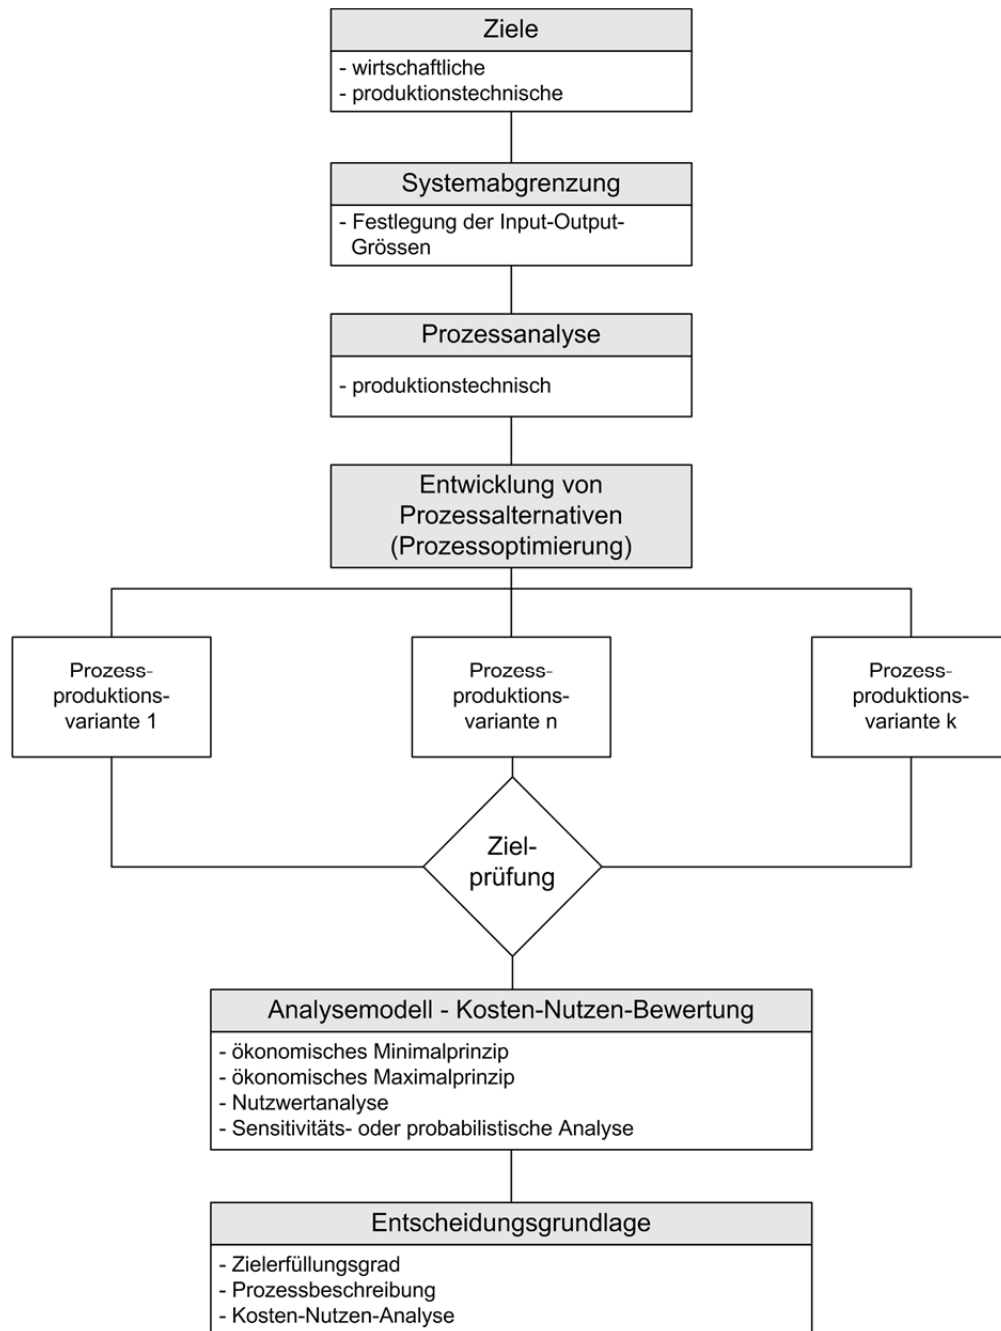 Ziele
- wirtschaftliche
- produktionstechnische
Systemabgrenzung
- Festlegung der Input-Output-
Grössen
Prozessanalyse
- produktionstechnisch
Entwicklung von
Prozessalternativen
(Prozessoptimierung)
Prozess-
produktions-
variante 1
Prozess-
produktions-
variante n
Prozess-
produktions-
variante k
Ziel-
prüfung
Analysemodell - Kosten-Nutzen-Bewertung
- ökonomisches Minimalprinzip
- ökonomisches Maximalprinzip
- Nutzwertanalyse
- Sensitivitäts- oder probabilistische Analyse
Entscheidungsgrundlage
- Zielerfüllungsgrad
- Prozessbeschreibung
- Kosten-Nutzen-Analyse